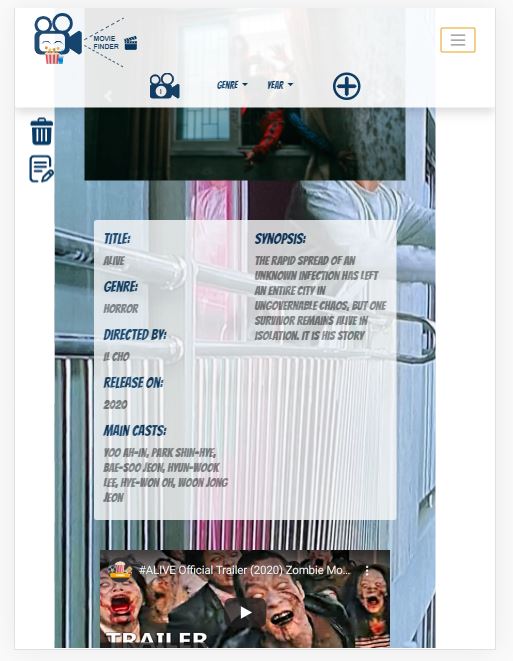 MOVIE
FINDER
GENRE
YEAR
TITLE:
ALIVE
GENRE:
HORROR
DIRECTED BY:
IL CHO
RELEASE ON:
2020
MAIN CASTS:
YOO AH-IN, PARK SHIN-HYE,
BAE-SOO JEON, HYUN-WOOK
LEE, HYE-WON OH, WOON JONG
JEON
SYNOPSIS:
THE RAPID SPREAD OF AN
UNKNOWN INFECTION HAS LEFT
AN ENTIRE CITY IN
UNGOVERNABLE CHAOS, BUT ONE
SURVIVOR REMAINS ALIVE IN
ISOLATION. IT IS HIS STORY
#ALIVE Official Trailer (2020) Zombie Mo...
TRAILER